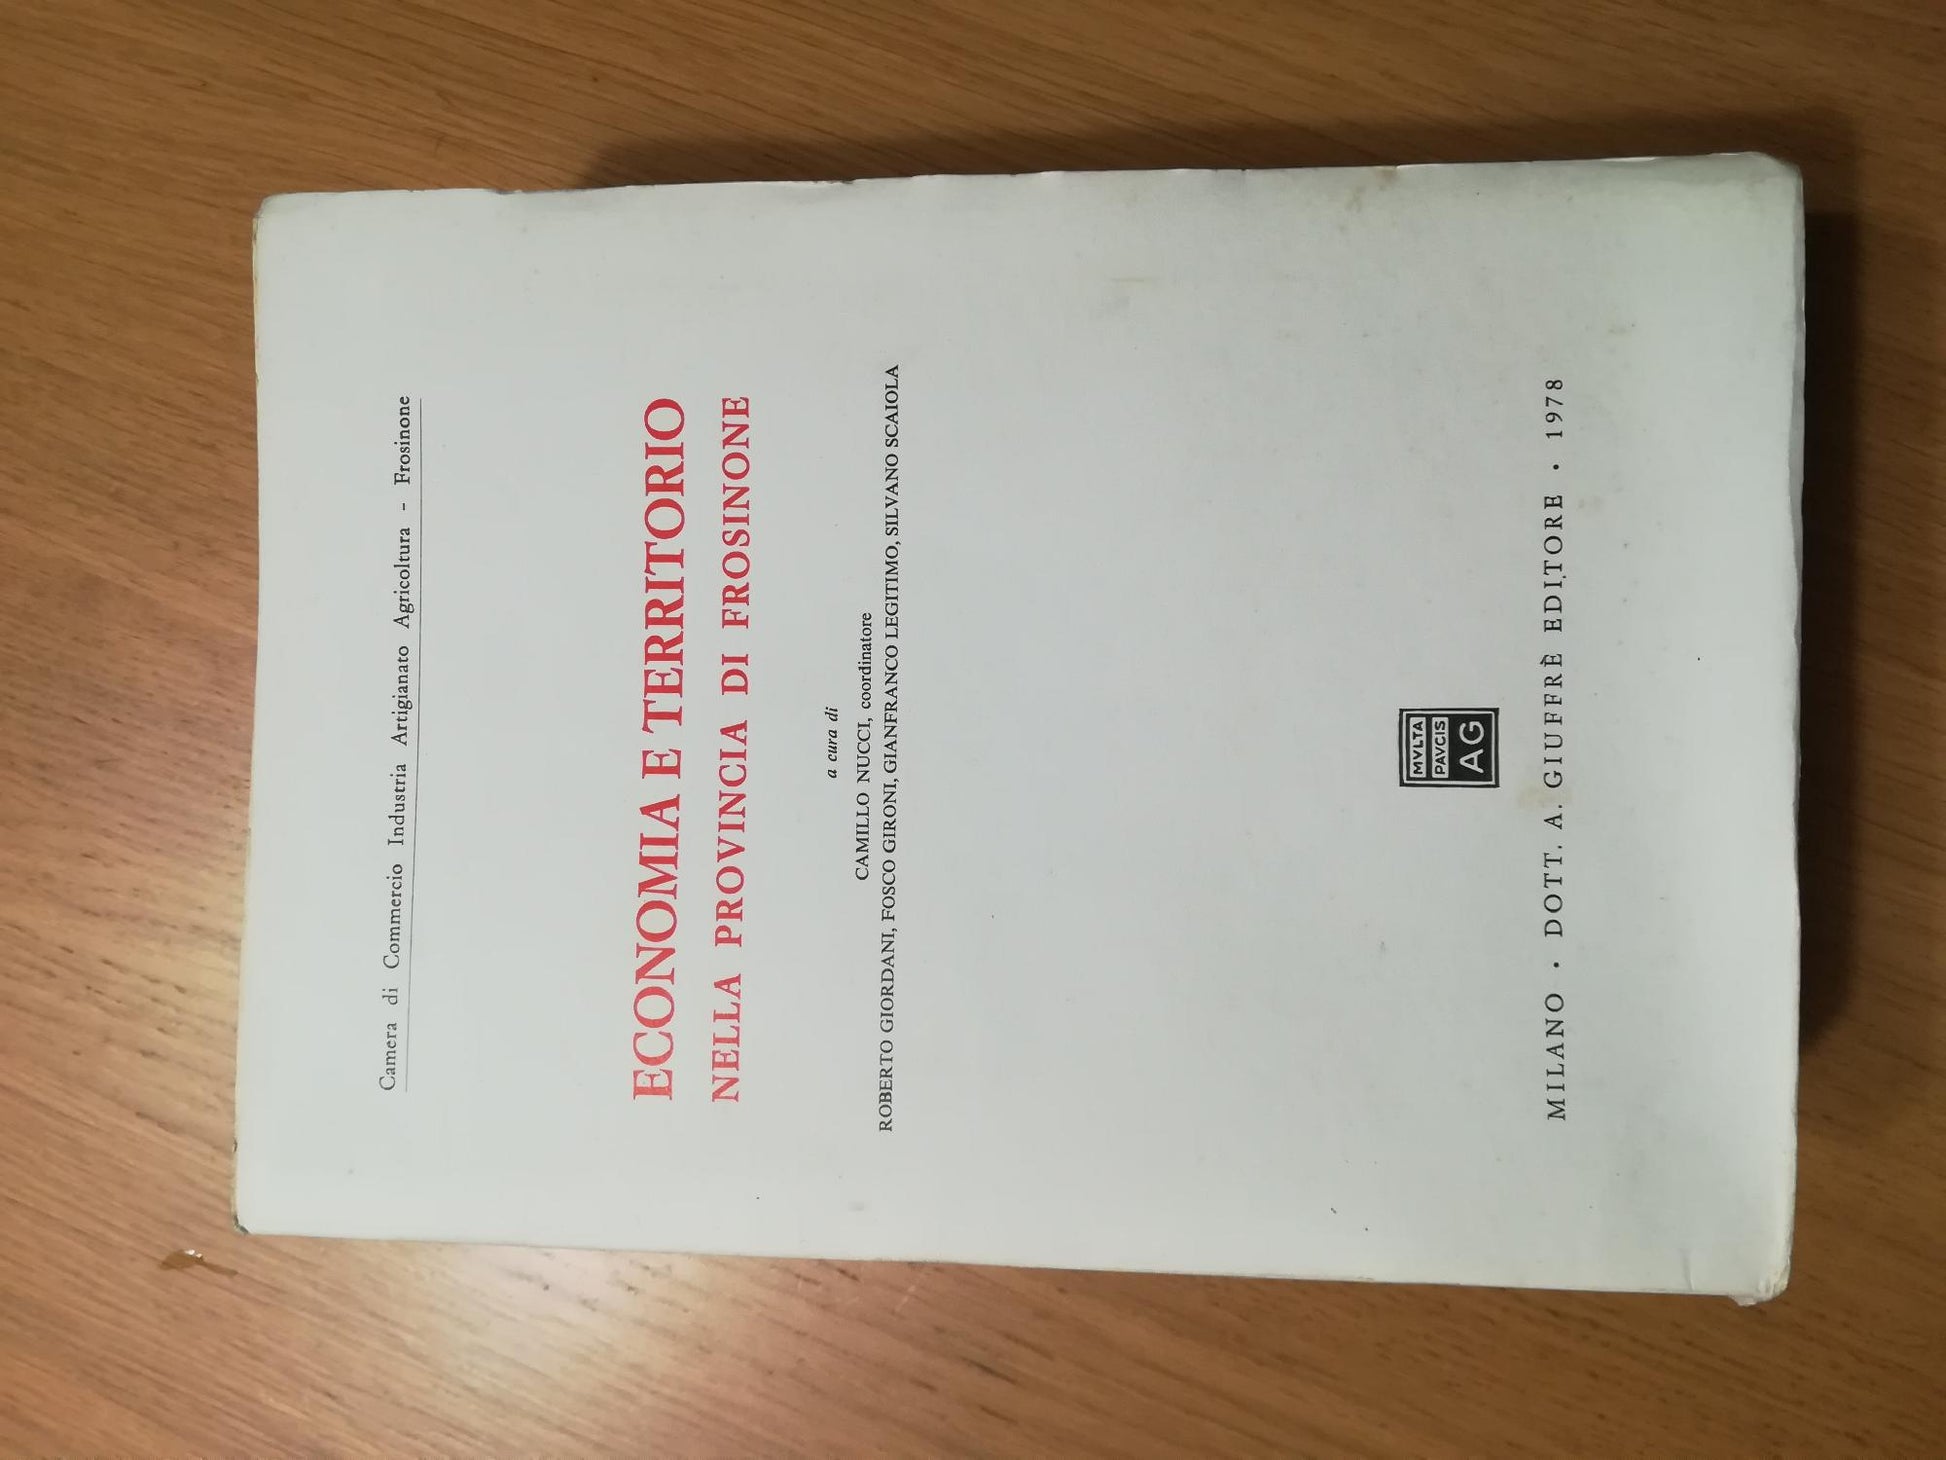 Camera di Commercio Industria Artigianato Agricoltura - Frosinone
ECONOMIA E TERRITORIO
NELLA PROVINCIA DI FROSINONE
a cura di
CAMILLO NUCCI, coordinatore
ROBERTO GIORDANI, FOSCO GIRONI, GIANFRANCO LEGITIMO, SILVANO SCAIOLA
MVLTA
PAVCIS
AG
MILANO • DOTT. A. GIUFFRÈ EDITORE • 1978